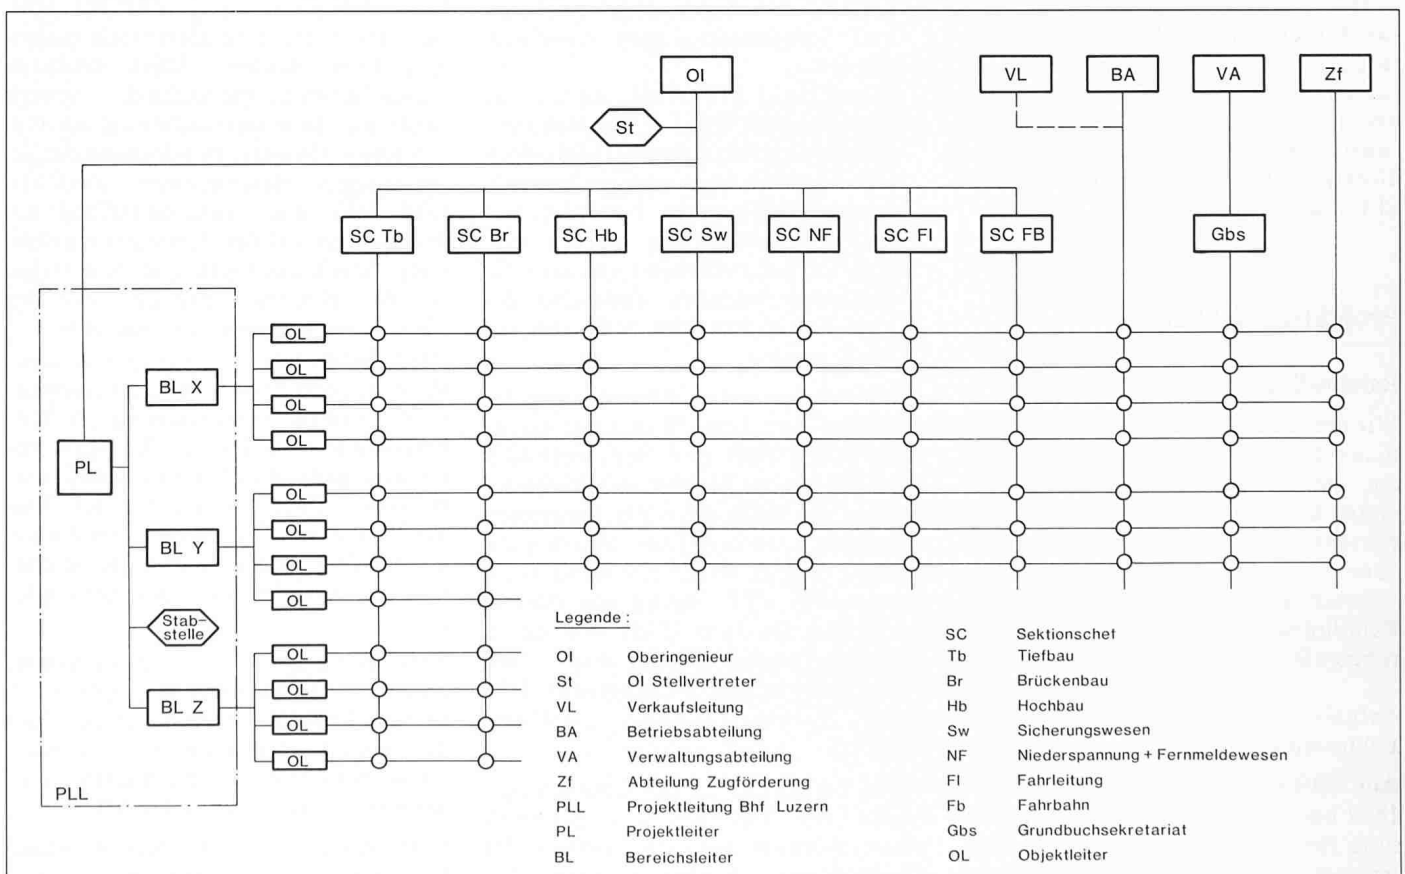 OI VL BA VA Zf
St
SC Tb SC Br SC Hb SC Sw SC NF SC Fl SC FB Gbs
OL
OL
BL X
OL
OL
PL
OL
OL
BL Y
OL
OL
Stab-
stelle
OL
OL
BL Z
OL
OL
PLL
Legende :
OI Oberingenieur
St OI Stellvertreter
VL Verkaufsleitung
BA Betriebsabteilung
VA Verwaltungsabteilung
Zf Abteilung Zugförderung
PLL Projektleitung Bhf Luzern
PL Projektleiter
BL Bereichsleiter
SC Sektionschef
Tb Tiefbau
Br Brückenbau
Hb Hochbau
Sw Sicherungswesen
NF Niederspannung + Fernmeldewesen
Fl Fahrleitung
Fb Fahrbahn
Gbs Grundbuchsekretariat
OL Objektleiter